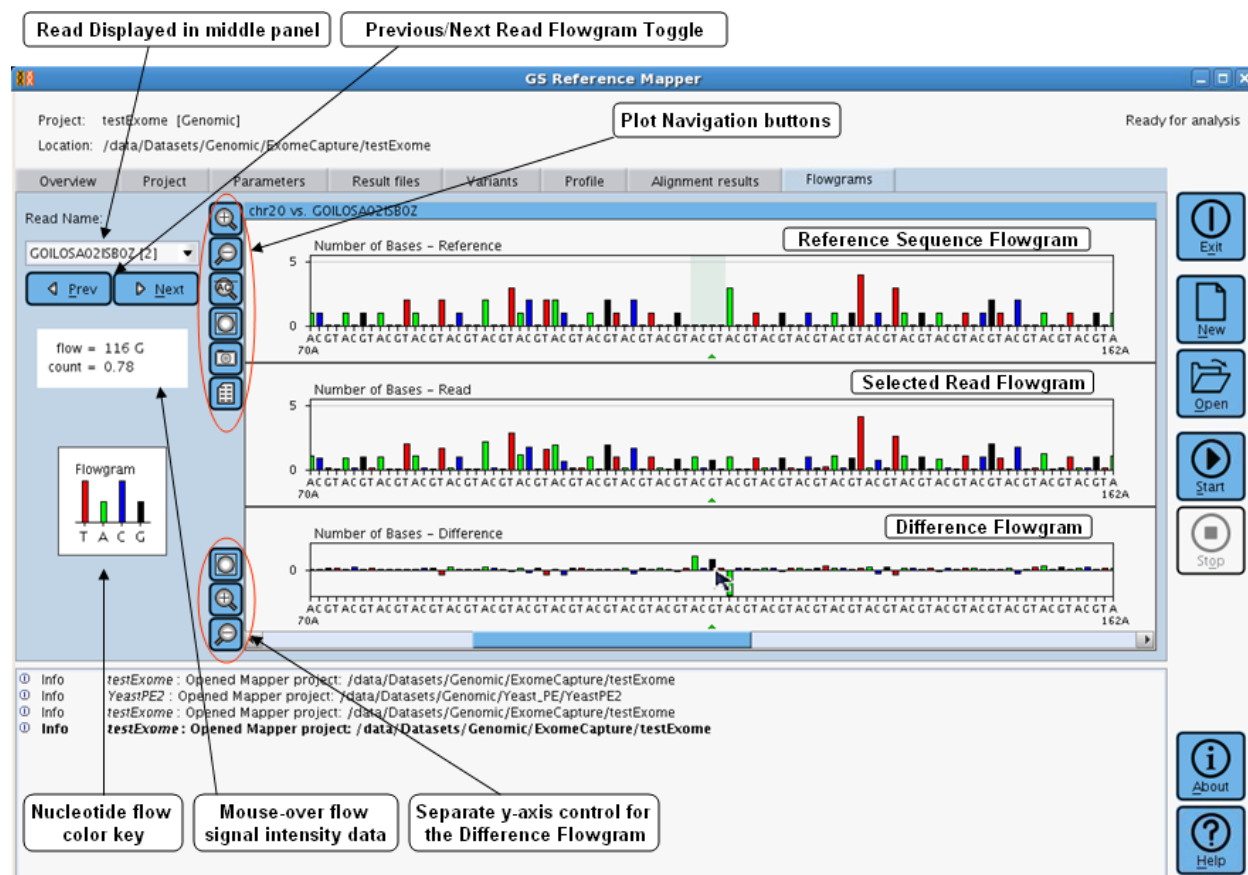 Read Displayed in middle panel
Previous/Next Read Flowgram Toggle
GS Reference Mapper
Project: testExome [Genomic]
Plot Navigation buttons
Ready for analysis
Location: /data/Datasets/Genomic/ExomeCapture/testExome
Overview Project Parameters Result files Variants Profile Alignment results Flowgrams
Read Name:
chr20 vs. GOILOSA02ISB0Z
GOILOSA02ISB0Z [2]
Prev Next
Number of Bases - Reference
Reference Sequence Flowgram
5
0
ACGTACGTACGTACGTACGTACGTACGTACGTACGTACGTACGTACGTACGTACGTACGTACGTACGTACGTACGTACGTACGTACGTACGTA
70A 162A
flow = 116 G
count = 0.78
Number of Bases - Read
Selected Read Flowgram
5
0
ACGTACGTACGTACGTACGTACGTACGTACGTACGTACGTACGTACGTACGTACGTACGTACGTACGTACGTACGTACGTACGTACGTACGTA
70A 162A
Flowgram
T A C G
Number of Bases - Difference
Difference Flowgram
0
ACGTACGTACGTACGTACGTACGTACGTACGTACGTACGTACGTACGTACGTACGTACGTACGTACGTACGTACGTACGTACGTACGTACGTA
70A 162A
Exit
New
Open
Start
Stop
Info testExome : Opened Mapper project: /data/Datasets/Genomic/ExomeCapture/testExome
Info YeastPE2 : Opened Mapper project: /data/Datasets/Genomic/Yeast_PE/YeastPE2
Info testExome : Opened Mapper project: /data/Datasets/Genomic/ExomeCapture/testExome
Info testExome : Opened Mapper project: /data/Datasets/Genomic/ExomeCapture/testExome
Nucleotide flow
color key
Mouse-over flow
signal intensity data
Separate y-axis control for
the Difference Flowgram
About
Help